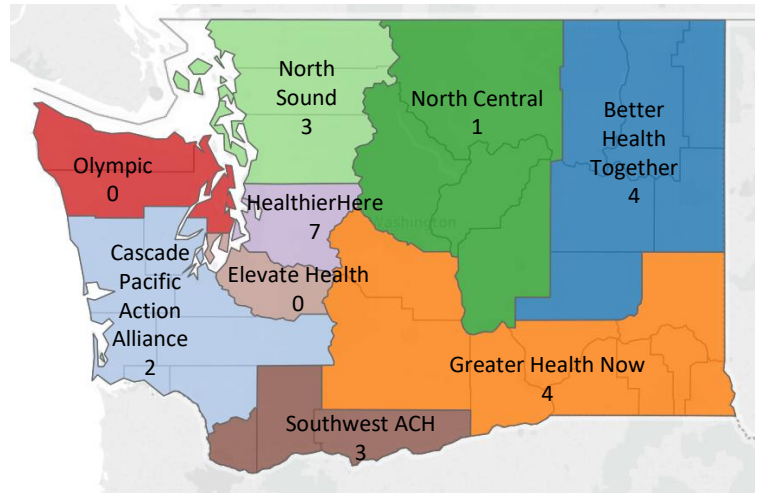 North
Sound
3
North Central
1
Better
Health
Together
4
Olympic
0
HealthierHere
7
Washington
Cascade
Pacific
Action
Alliance
2
Elevate Health
0
Greater Health Now
4
Southwest ACH
3